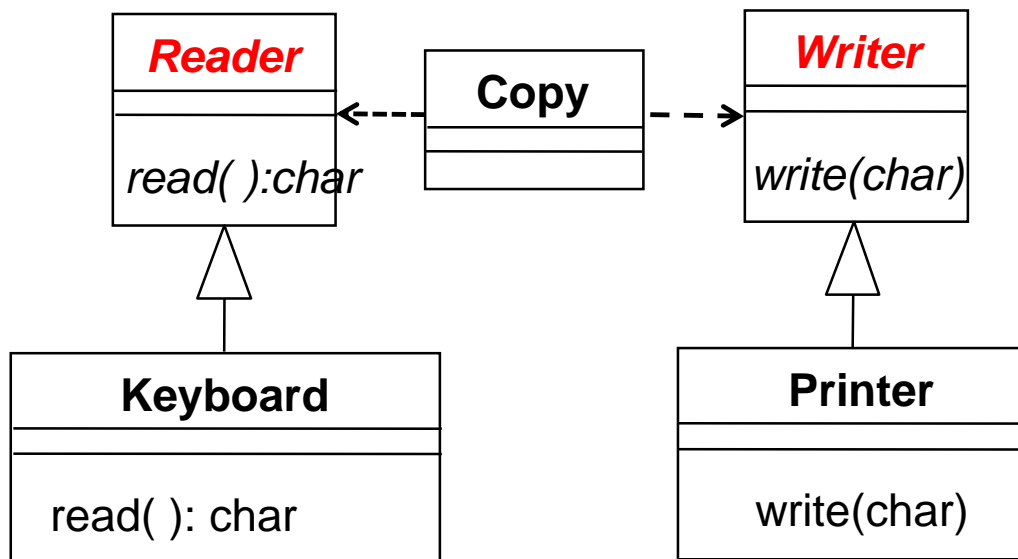 Reader
read( ):char
Copy
Writer
write(char)
Keyboard
read( ): char
Printer
write(char)